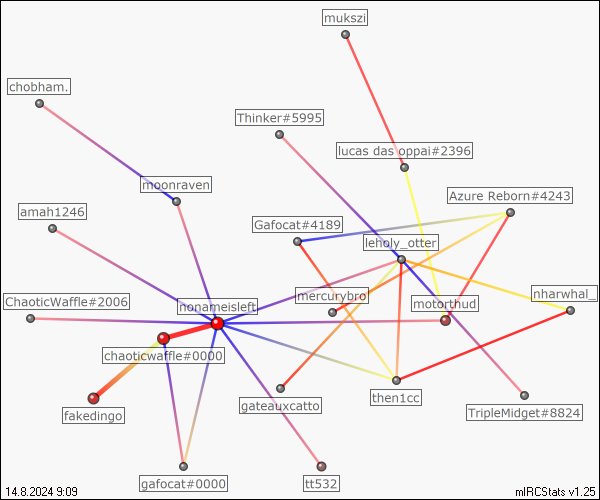 mukszi
chobham.
Thinker#5995
lucas das oppai#2396
moonraven
Azure Reborn#4243
amah1246
Gafocat#4189
leholy_otter
ChaoticWaffle#2006
nonameisleft
mercurybro
motorthud
nharwhal_
chaoticwaffle#0000
fakedingo
gateauxcatto
then1cc
TripleMidget#8824
gafocat#0000
tt532
14.8.2024 9:09
mIRCStats v1.25